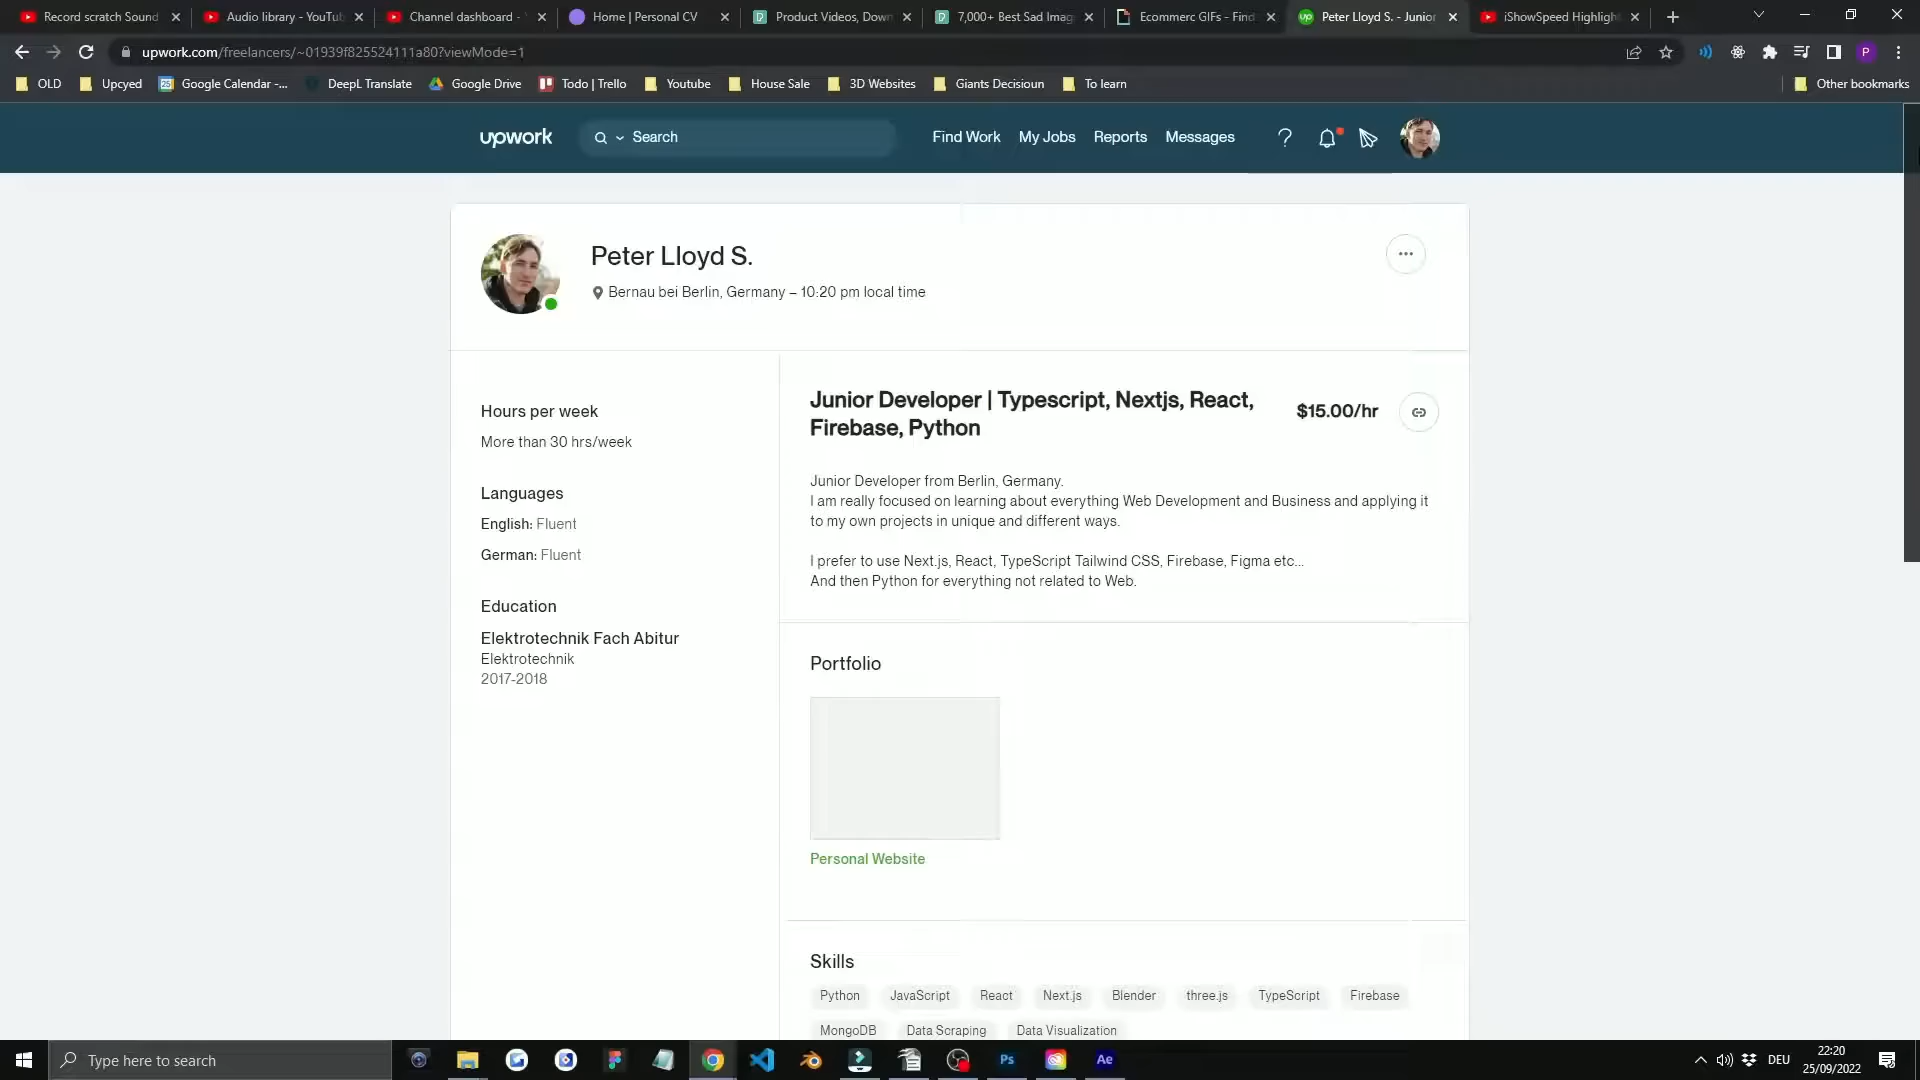 Record scratch Sound
Audio library - YouTub
Channel dashboard -
Home | Personal CV
Product Videos, Down
7,000+ Best Sad Imag
Ecommerc GIFs - Find
Peter Lloyd S. - Junior
iShowSpeed Highligh
upwork.com/freelancers/~01939f825524111a80?viewMode=1
P
OLD
Upcyed
Google Calendar -...
DeepL Translate
Google Drive
Todo | Trello
Youtube
House Sale
3D Websites
Giants Decisioun
To learn
Other bookmarks
upwork
Search
Find Work
My Jobs
Reports
Messages
?
Peter Lloyd S.
Bernau bei Berlin, Germany – 10:20 pm local time
Hours per week
More than 30 hrs/week
Languages
English: Fluent
German: Fluent
Education
Elektrotechnik Fach Abitur
Elektrotechnik
2017-2018
Junior Developer | Typescript, Nextjs, React,
Firebase, Python
$15.00/hr
Junior Developer from Berlin, Germany.
I am really focused on learning about everything Web Development and Business and applying it
to my own projects in unique and different ways.
I prefer to use Next.js, React, TypeScript Tailwind CSS, Firebase, Figma etc...
And then Python for everything not related to Web.
Portfolio
Personal Website
Skills
Python
JavaScript
React
Next.js
Blender
three.js
TypeScript
Firebase
MongoDB
Data Scraping
Data Visualization
Type here to search
Ps
Ae
DEU
22:20
25/09/2022